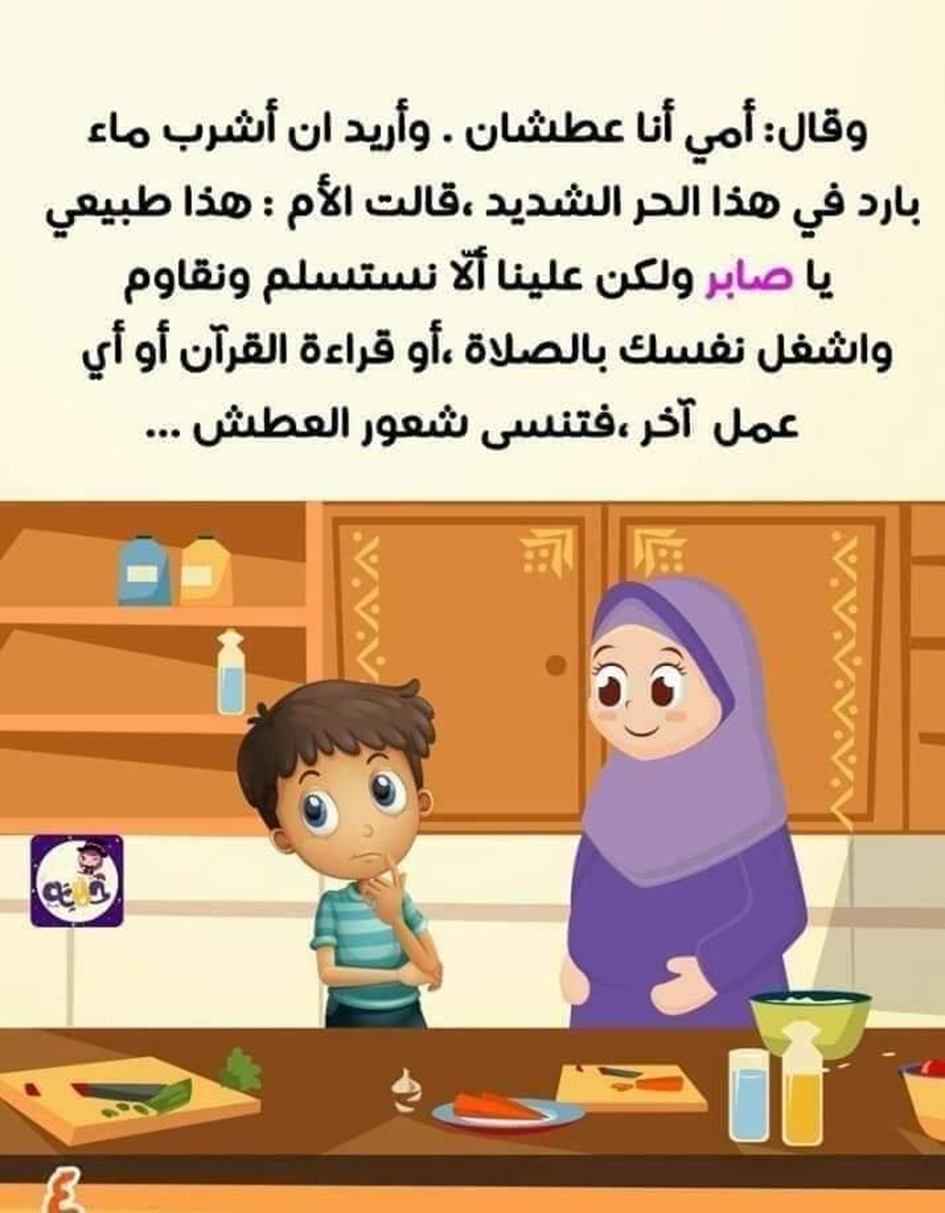 وقال: أمي أنا عطشان . وأريد ان أشرب ماء
بارد في هذا الحر الشديد ،قالت الأم : هذا طبيعي
يا صابر ولكن علينا ألّا نستسلم ونقاوم
واشغل نفسك بالصلاة ،أو قراءة القرآن أو أي
عمل آخر ،فتنسى شعور العطش ...
٤